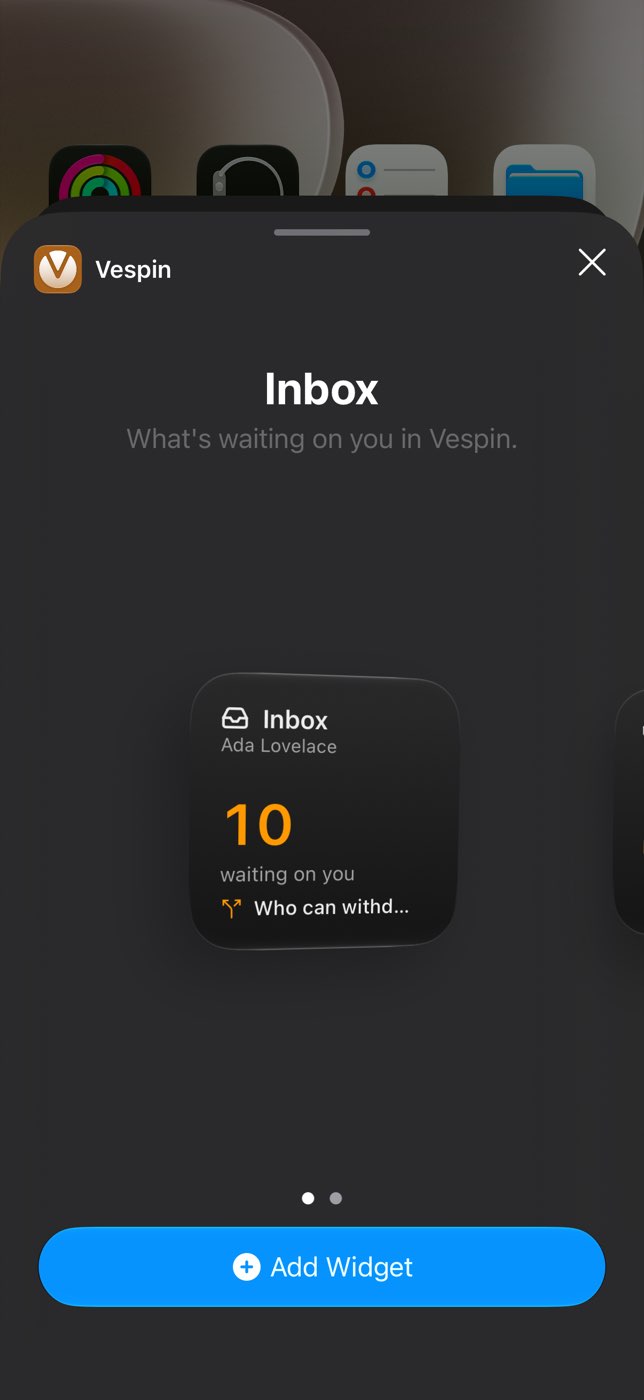 Vespin
Inbox
What's waiting on you in Vespin.
Inbox
Ada Lovelace
10
waiting on you
Who can withd...
Add Widget